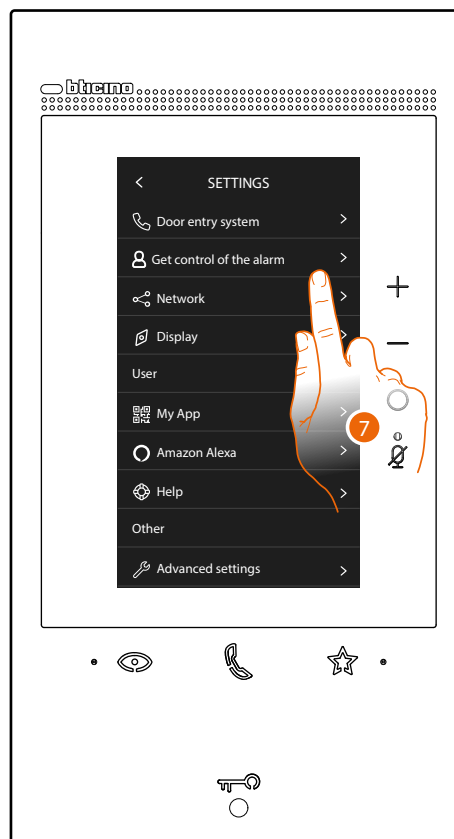 bticino
SETTINGS
Door entry system
Get control of the alarm
Network
Display
User
My App
7
Amazon Alexa
Help
Other
Advanced settings